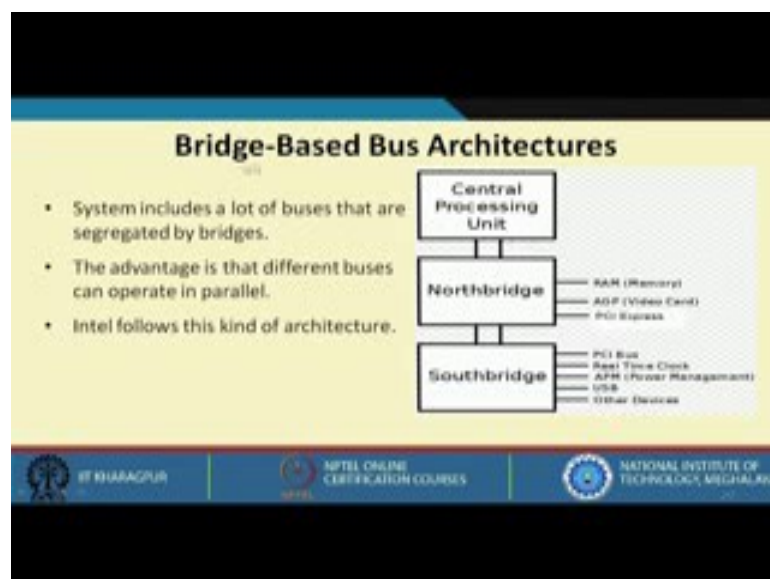 Bridge-Based Bus Architectures
• System includes a lot of buses that are
segregated by bridges.
• The advantage is that different buses
can operate in parallel.
• Intel follows this kind of architecture.
Central
Processing
Unit
Northbridge
RAM (Memory)
AGP (Video Card)
PCI Express
Southbridge
PCI Bus
Real Time Clock
APM (Power Management)
USB
Other Devices
IIT KHARAGPUR
NPTEL
NPTEL ONLINE
CERTIFICATION COURSES
NATIONAL INSTITUTE OF
TECHNOLOGY, MEGHALAYA